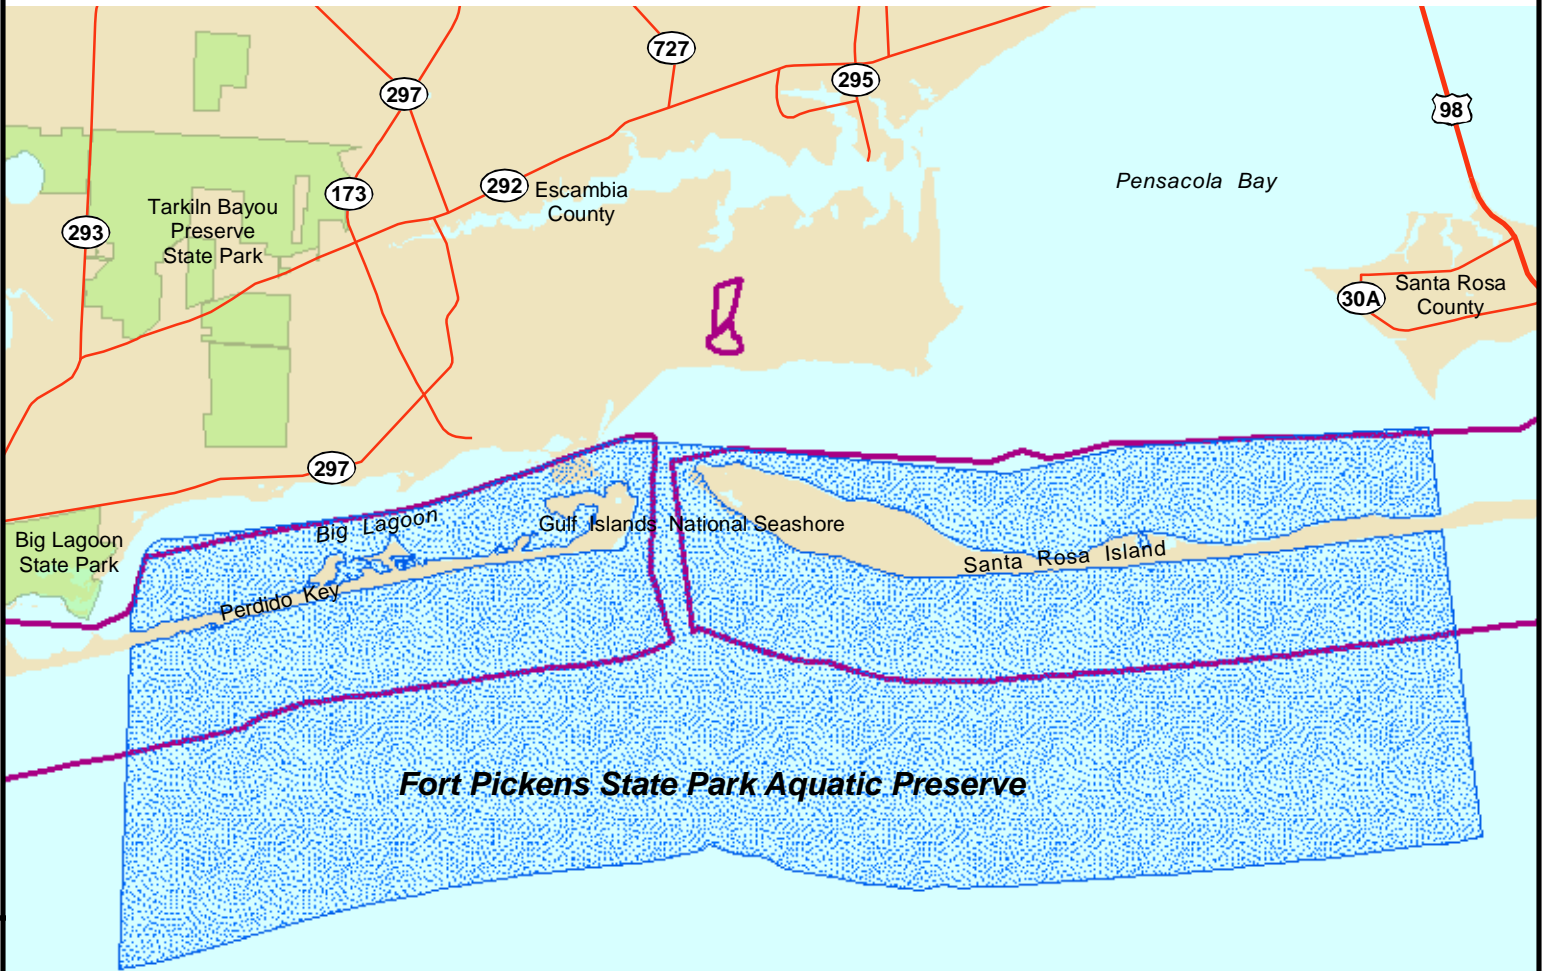 727
295
297
98
Pensacola Bay
173
292
Escambia
County
Tarkiln Bayou
Preserve
State Park
293
Santa Rosa
County
30A
297
Big Lagoon
Gulf Islands National Seashore
Big Lagoon
State Park
Santa Rosa Island
Perdido Key
Fort Pickens State Park Aquatic Preserve